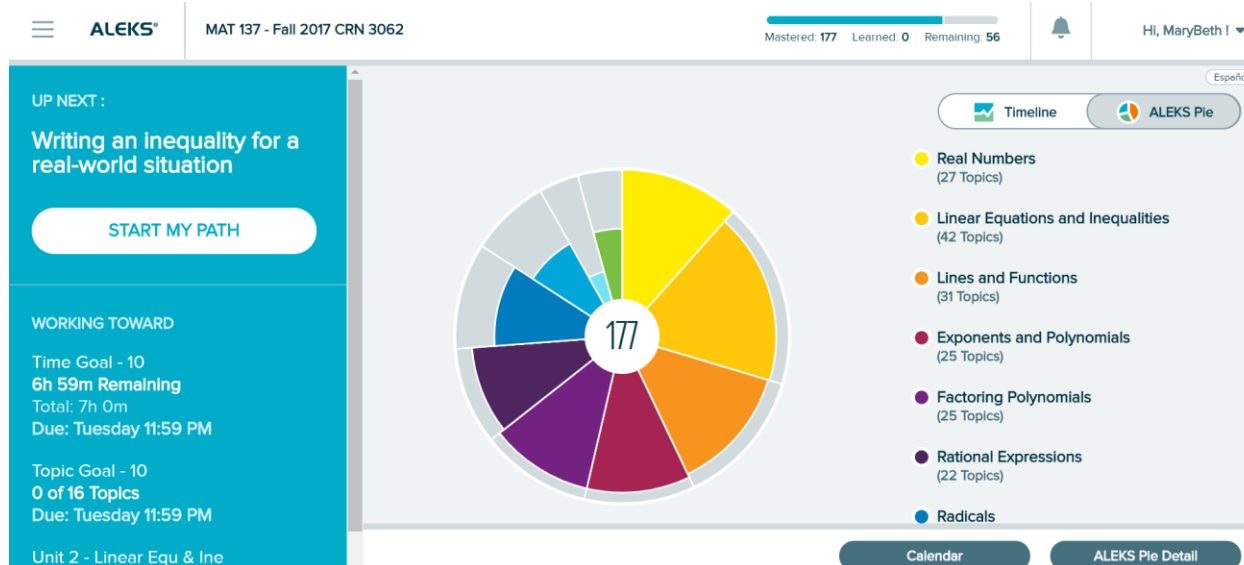 ALEKS®
MAT 137 - Fall 2017 CRN 3062
Mastered: 177 Learned: 0 Remaining: 56
Hi, MaryBeth !
UP NEXT :
Writing an inequality for a
real-world situation
START MY PATH
WORKING TOWARD
Time Goal - 10
6h 59m Remaining
Total: 7h 0m
Due: Tuesday 11:59 PM
Topic Goal - 10
0 of 16 Topics
Due: Tuesday 11:59 PM
Unit 2 - Linear Equ & Ine
177
Españo
Timeline
ALEKS Pie
Real Numbers
(27 Topics)
Linear Equations and Inequalities
(42 Topics)
Lines and Functions
(31 Topics)
Exponents and Polynomials
(25 Topics)
Factoring Polynomials
(25 Topics)
Rational Expressions
(22 Topics)
Radicals
Calendar
ALEKS Pie Detail